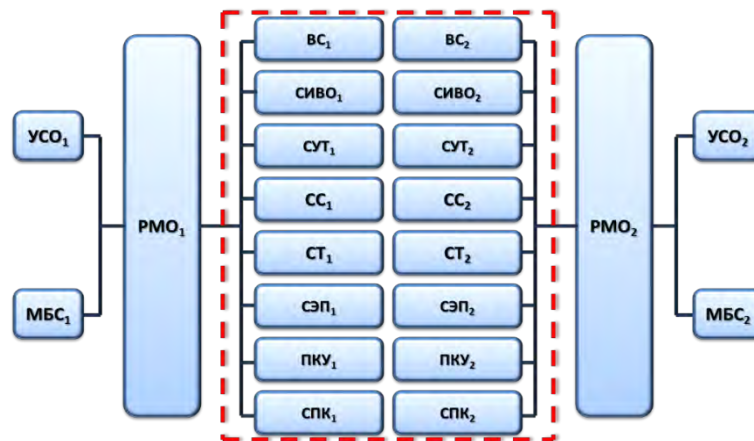 ВС₁ ВС₂
СИВО₁ СИВО₂
УСО₁ УСО₂
СУТ₁ СУТ₂
СС₁ СС₂
РМО₁ РМО₂
СТ₁ СТ₂
СЭП₁ СЭП₂
МБС₁ МБС₂
ПКУ₁ ПКУ₂
СПК₁ СПК₂